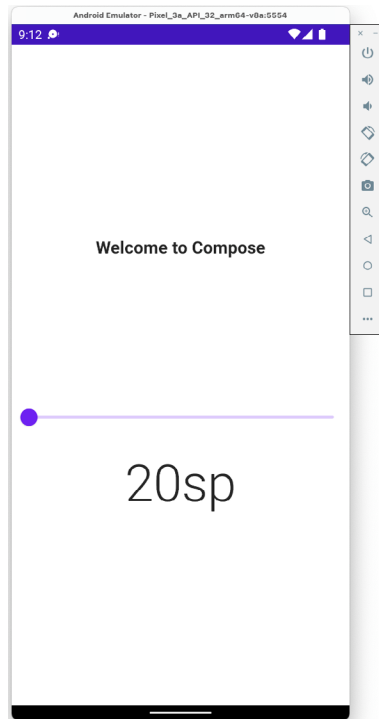 Android Emulator - Pixel_3a_API_32_arm64-v8a:5554
9:12
Welcome to Compose
20sp